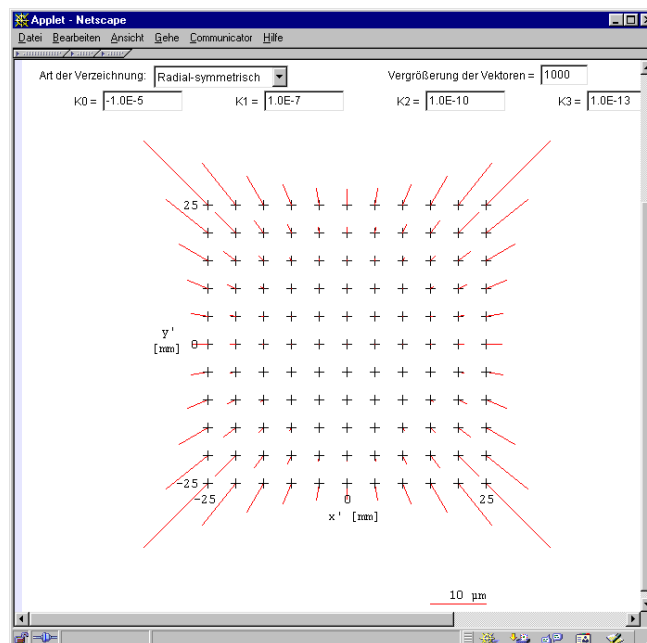 Applet - Netscape
Datei Bearbeiten Ansicht Gehe Communicator Hilfe
Art der Verzeichnung: Radial-symmetrisch Vergrößerung der Vektoren = 1000
K0 = -1.0E-5 K1 = 1.0E-7 K2 = 1.0E-10 K3 = 1.0E-13
25
y'
0
[mm]
-25
-25 0 25
x' [mm]
10 µm